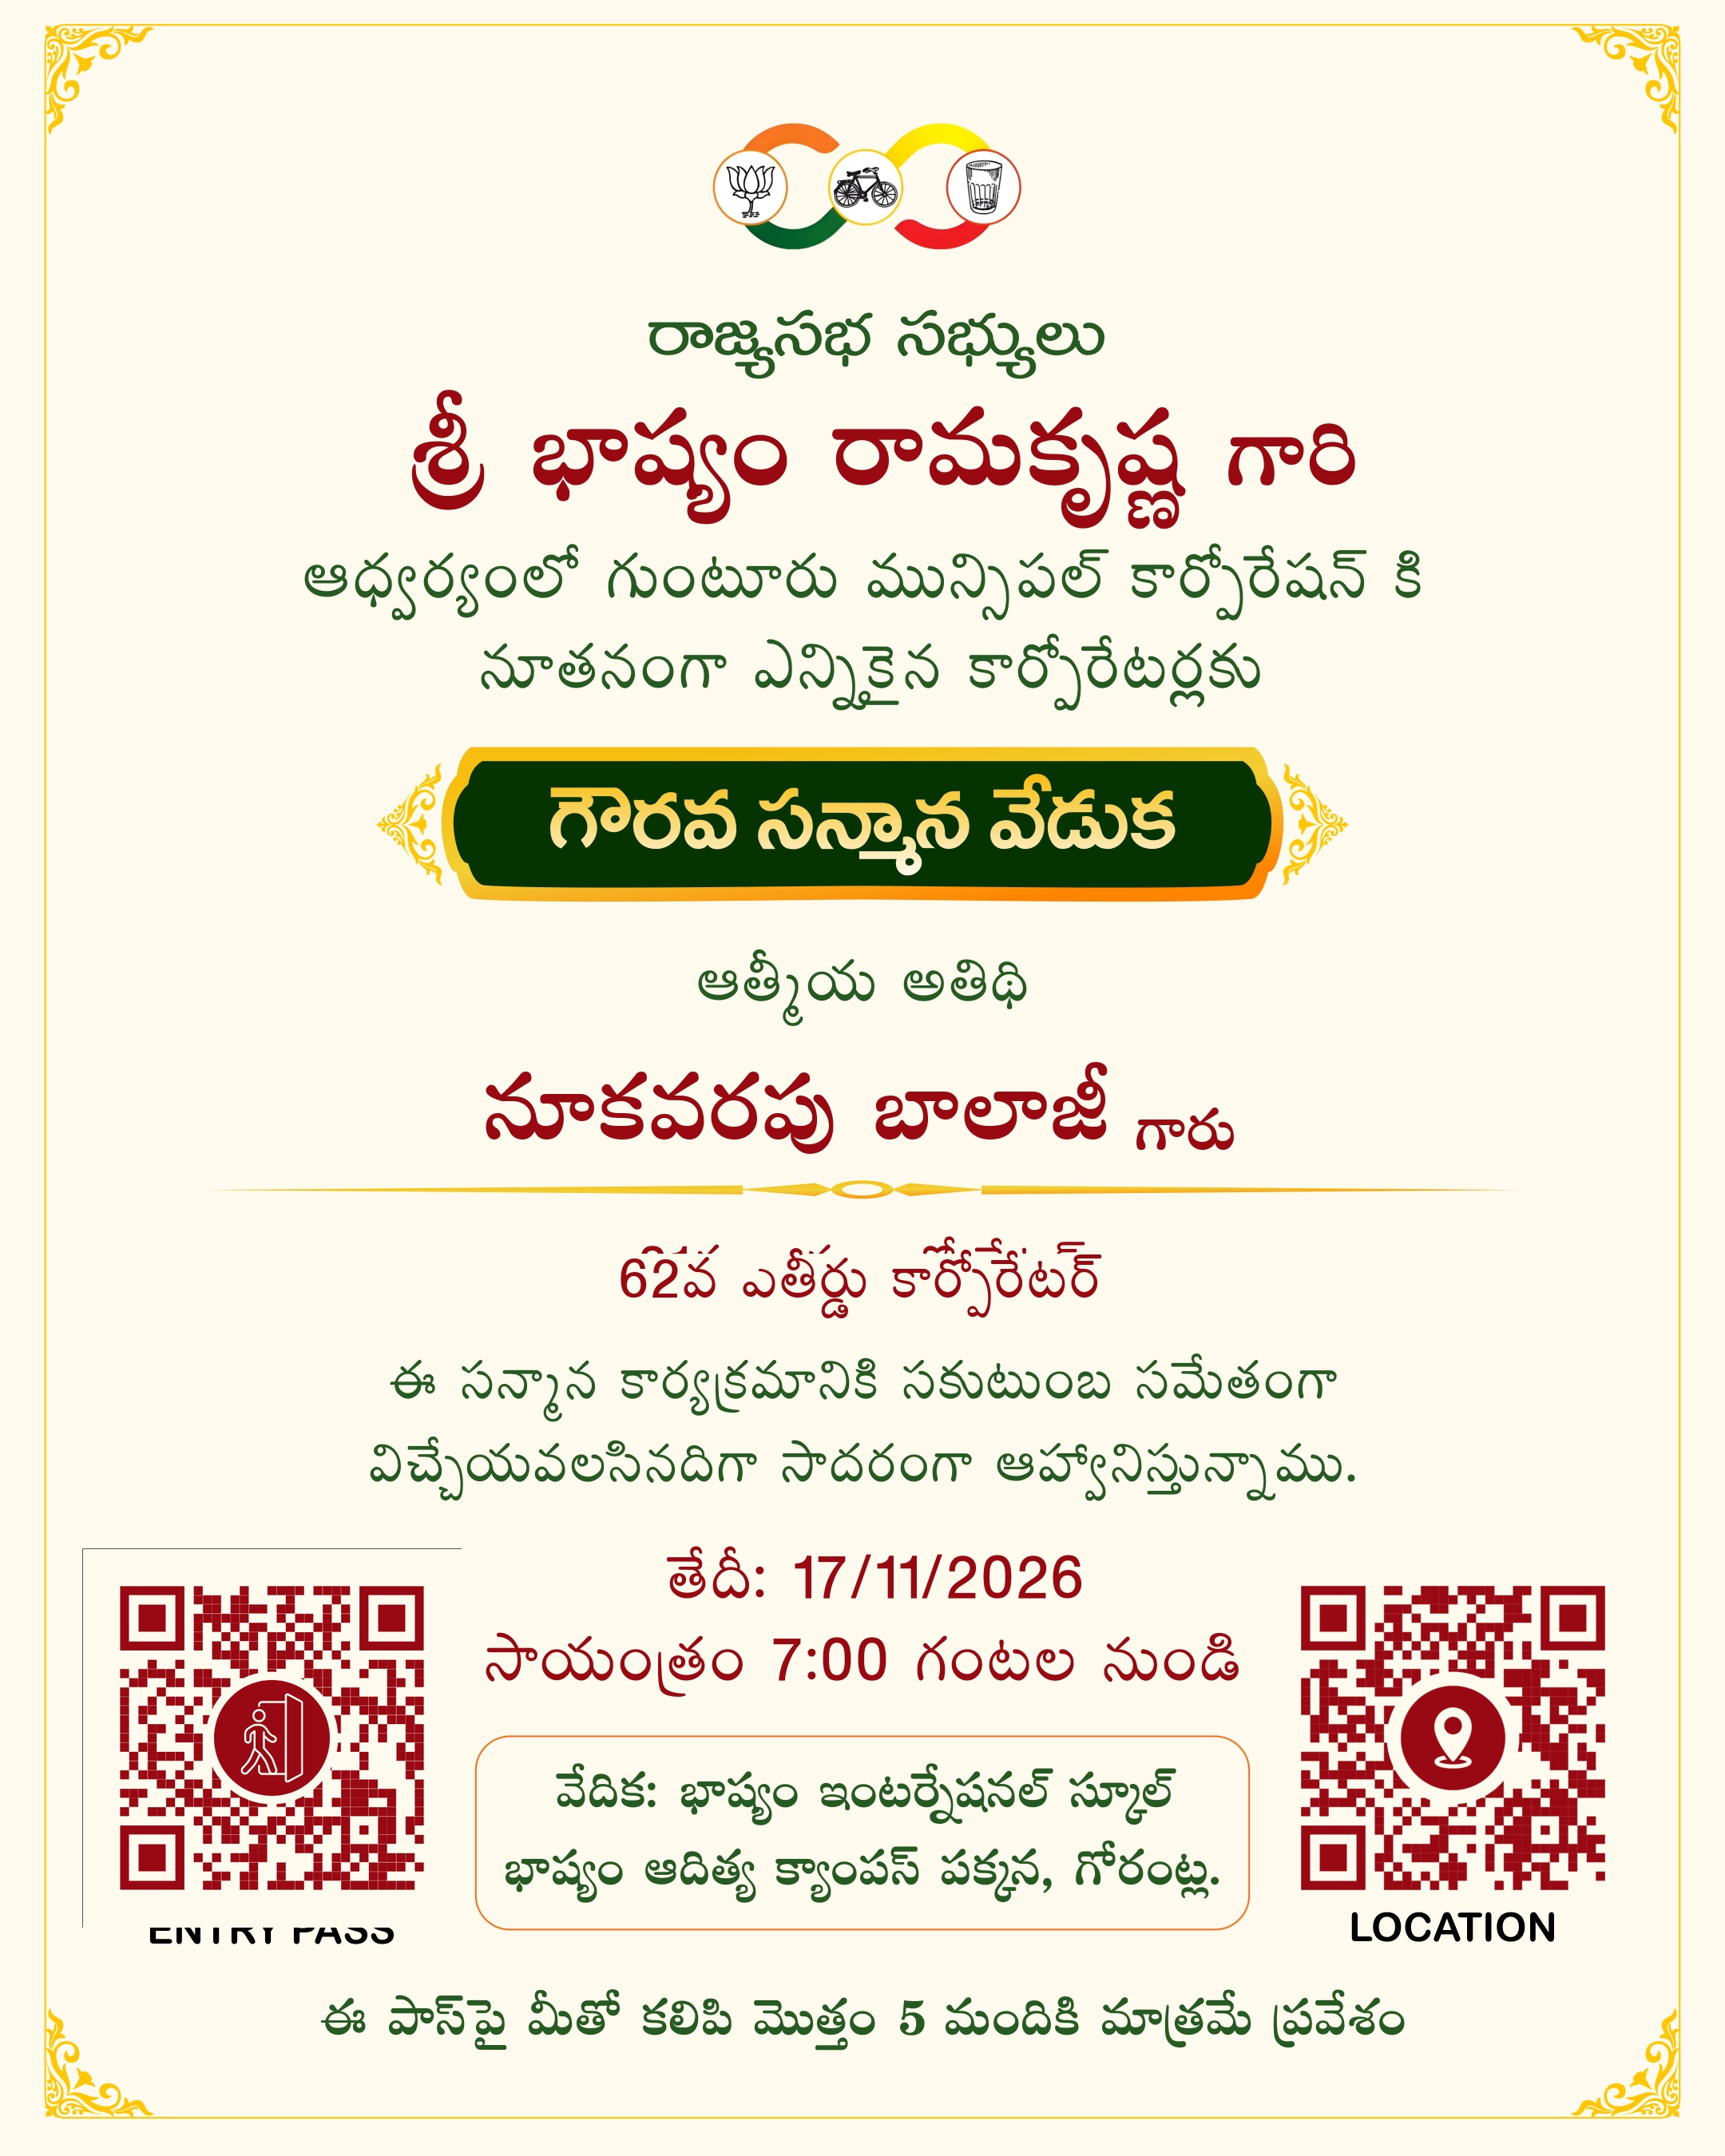 రాజ్యసభ సభ్యులు
శ్రీ భాష్యం రామకృష్ణ గారి
ఆధ్వర్యంలో గుంటూరు మున్సిపల్ కార్పోరేషన్ కి
నూతనంగా ఎన్నికైన కార్పోరేటర్లకు
గౌరవ సన్మాన వేడుక
ఆత్మీయ అతిథి
నూకవరపు బాలాజీ గారు
62వ కార్పోరేటర్
ఈ సన్మాన కార్యక్రమానికి సకుటుంబ సమేతంగా
విచ్చేయవలసినదిగా సాదరంగా ఆహ్వానిస్తున్నాము.
తేదీ: 17/11/2026
సాయంత్రం 7:00 గంటల నుండి
వేదిక: భాష్యం ఇంటర్నేషనల్ స్కూల్
భాష్యం ఆదిత్య క్యాంపస్ పక్కన, గోరంట్ల.
ENTRY PASS
LOCATION
ఈ పాస్‌పై మీతో కలిపి మొత్తం 5 మందికి మాత్రమే ప్రవేశం